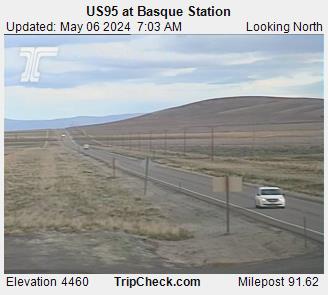 US95 at Basque Station
Updated: May 06 2024 7:03 AM Looking North
Elevation 4460 TripCheck.com Milepost 91.62